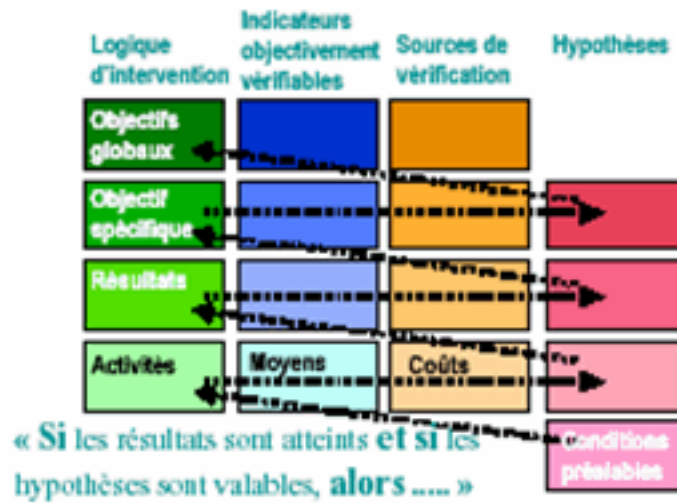 Logique
d'intervention
Indicateurs
objectivement
vérifiables
Sources de
vérification
Hypothèses
Objectifs
globaux
Objectif
spécifique
Résultats
Activités
Moyens
Coûts
Conditions
préalables
« Si les résultats sont atteints et si les
hypothèses sont valables, alors ..... »